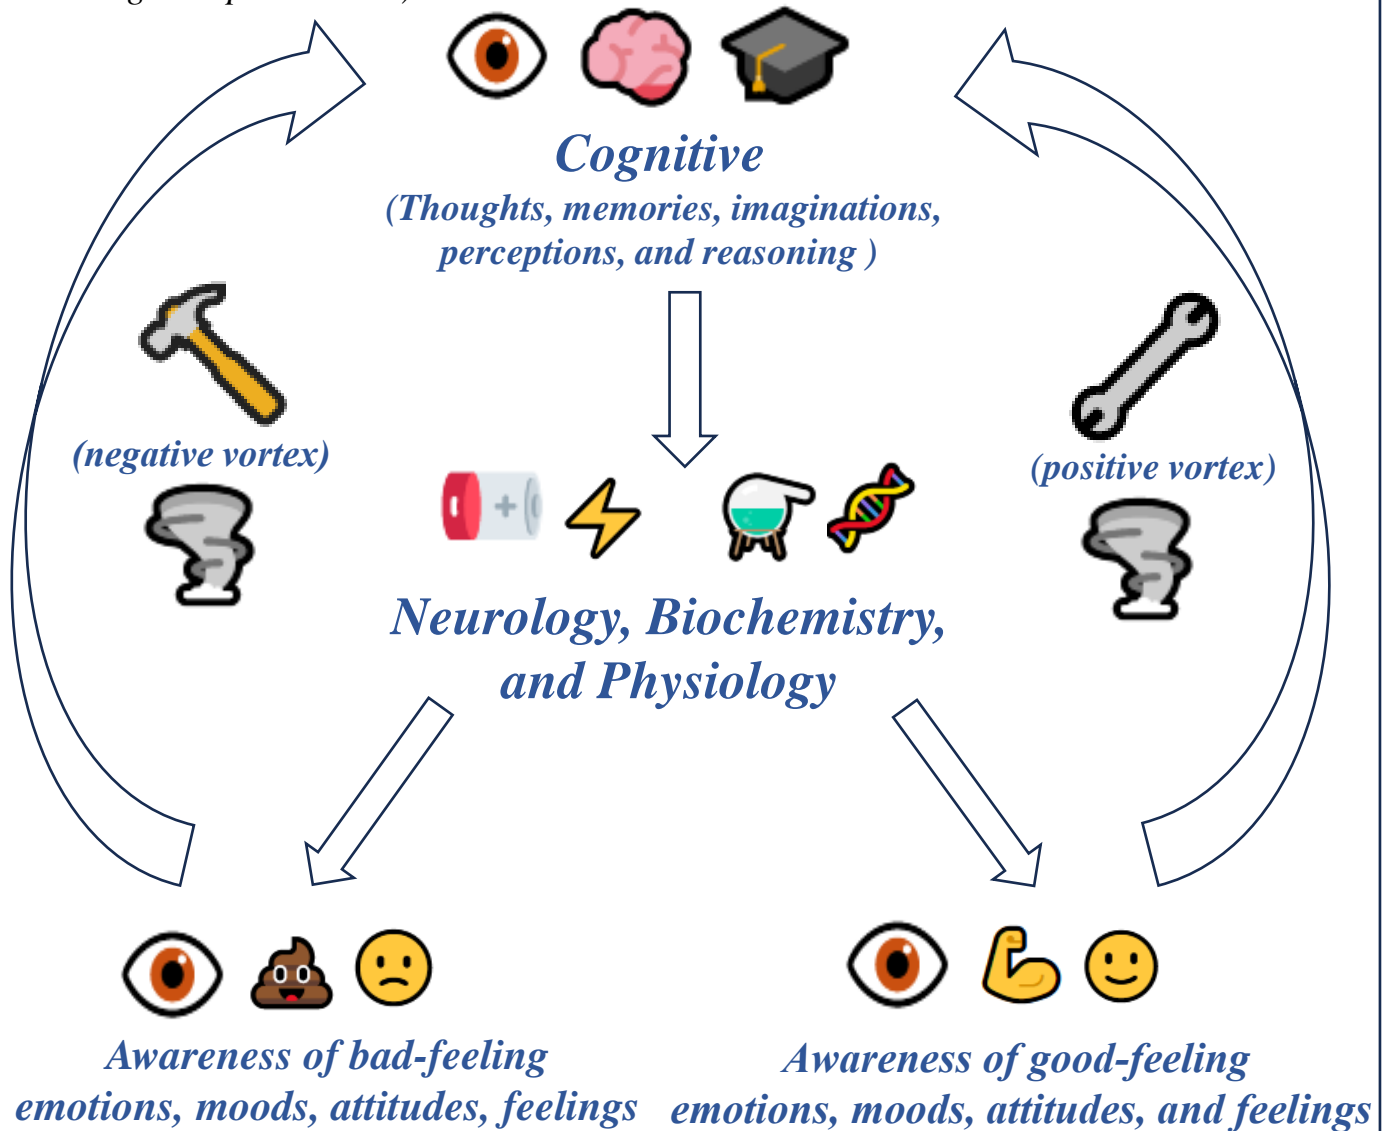 Cognitive
(Thoughts, memories, imaginations,
perceptions, and reasoning )
(negative vortex)
(positive vortex)
Neurology, Biochemistry,
and Physiology
Awareness of bad-feeling
emotions, moods, attitudes, feelings
Awareness of good-feeling
emotions, moods, attitudes, and feelings